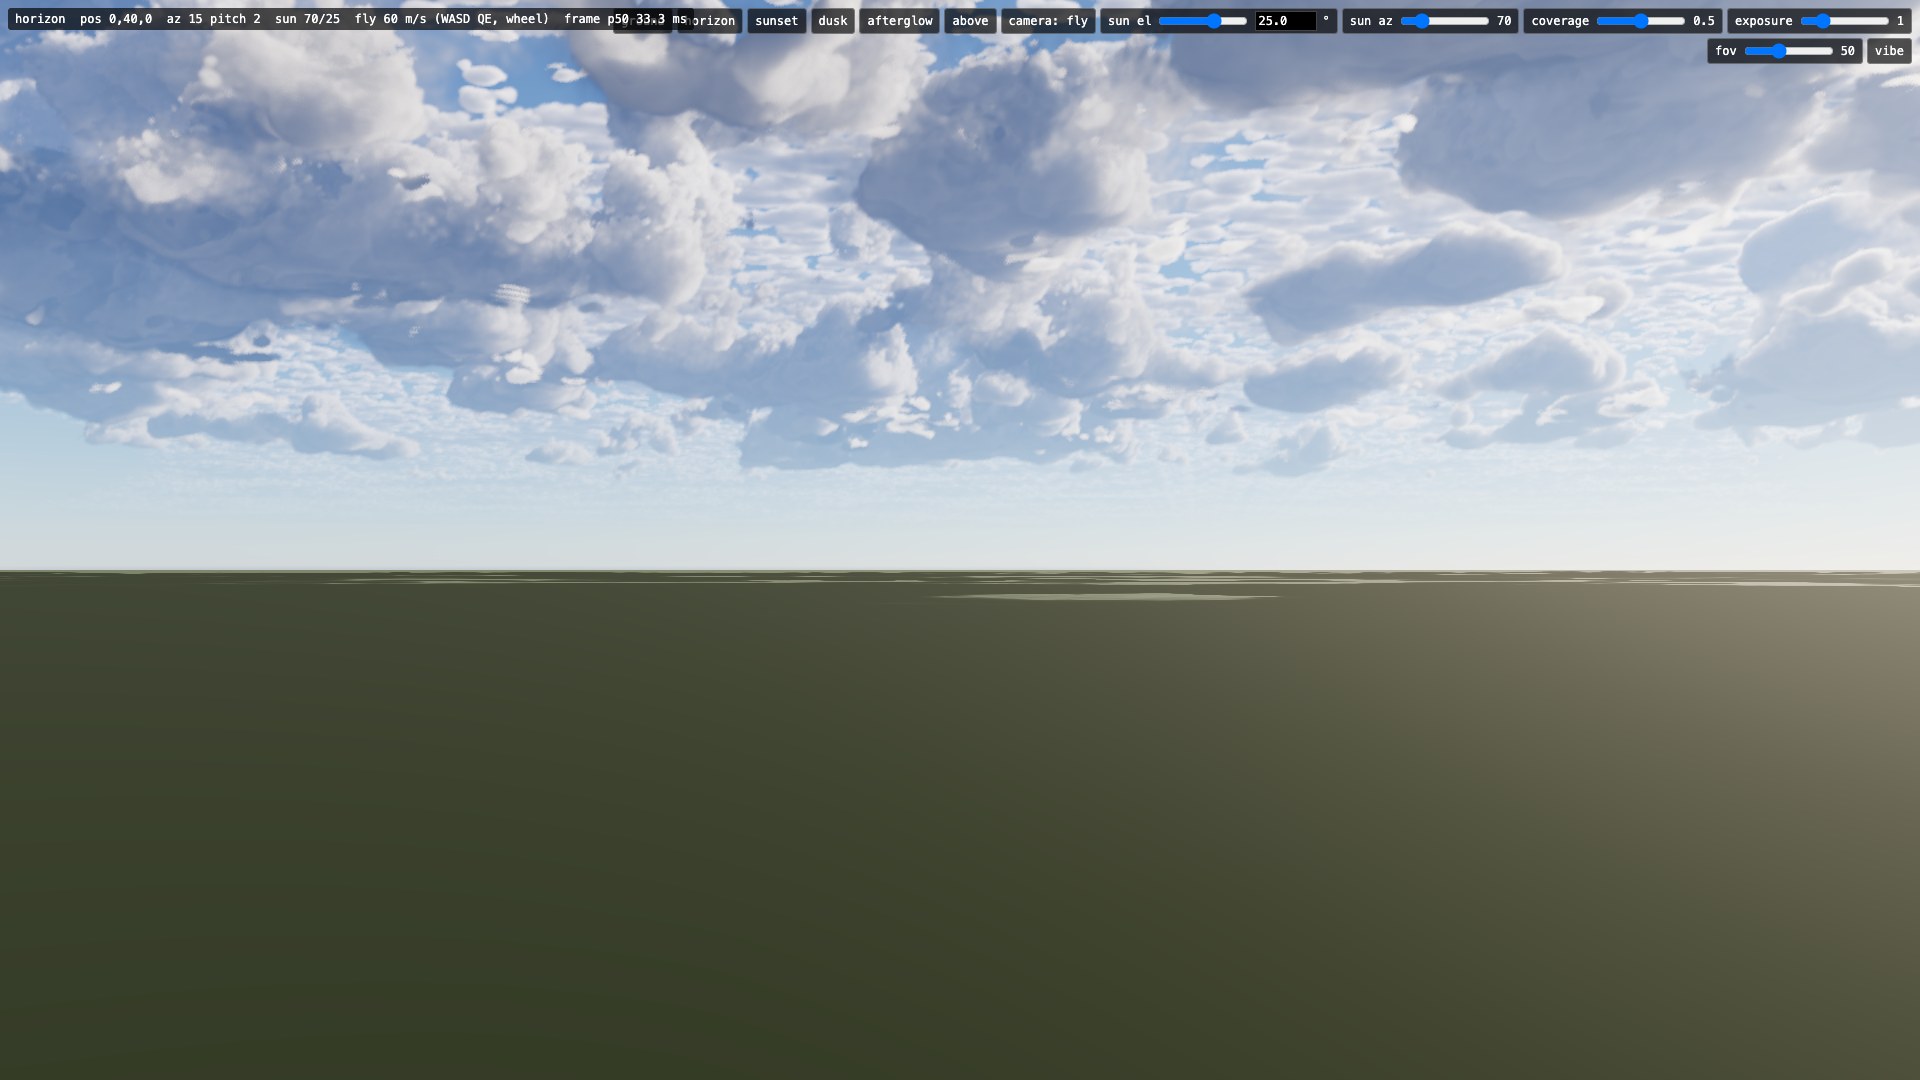 horizon pos 0,40,0 az 15 pitch 2 sun 70/25 fly 60 m/s (WASD QE, wheel) frame p50 33.3 ms
orizon sunset dusk afterglow above camera: fly sun el 25.0 ° sun az 70 coverage 0.5 exposure 1
fov 50 vibe